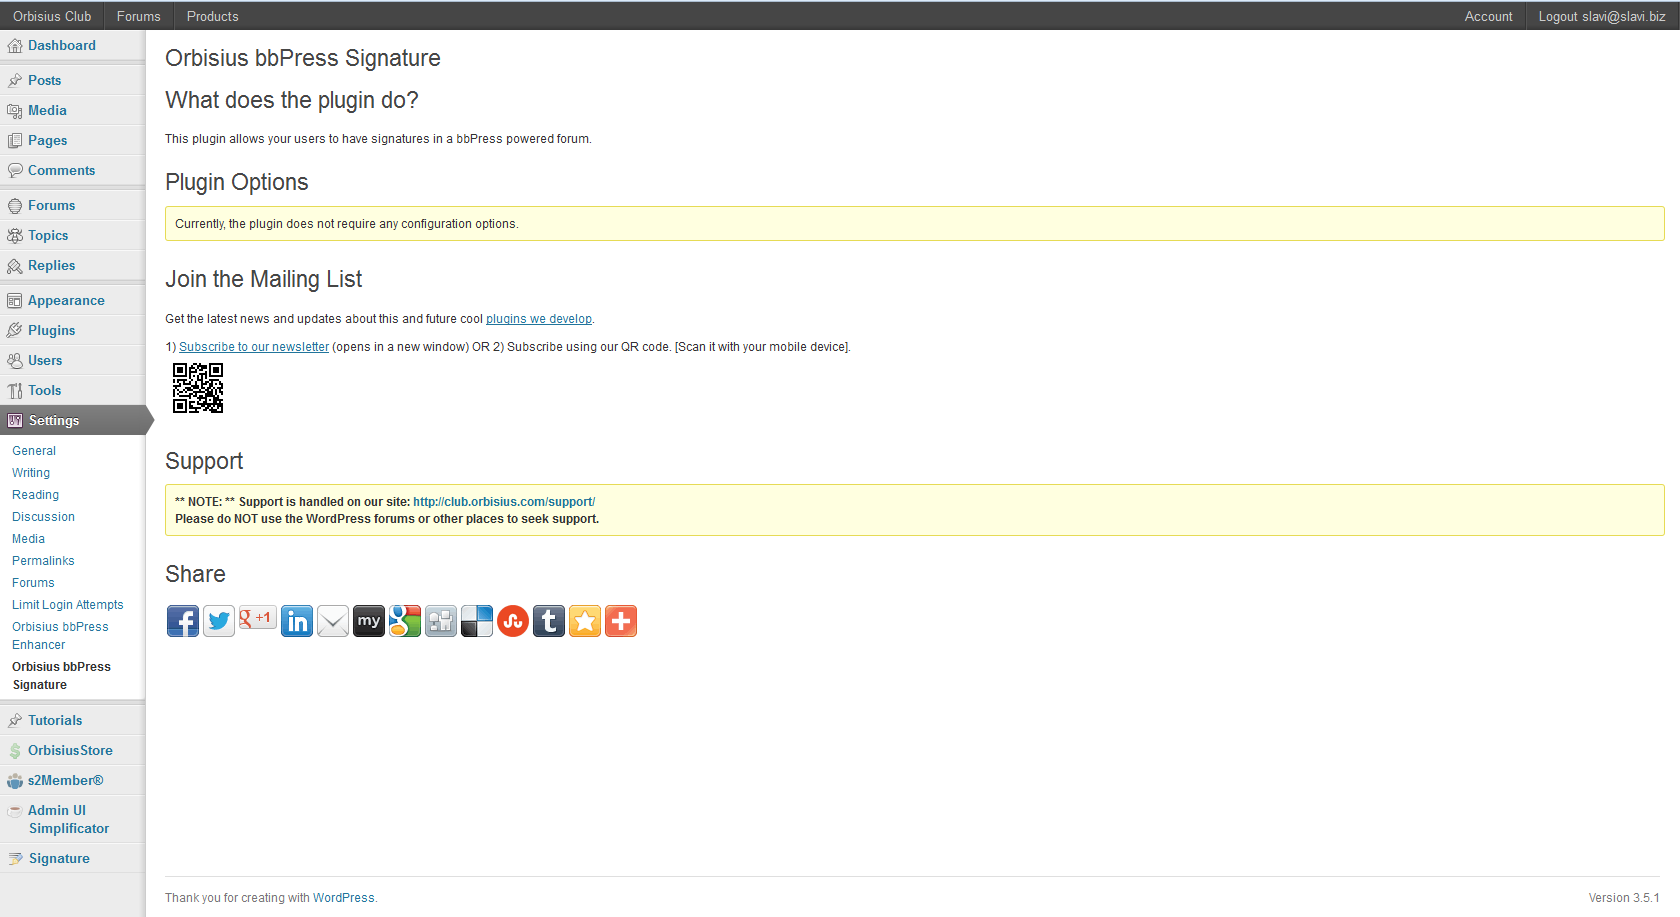 Orbisius Club Forums Products Account Logout slavi@slavi.biz
Dashboard
Posts
Media
Pages
Comments
Forums
Topics
Replies
Appearance
Plugins
Users
Tools
Settings
General
Writing
Reading
Discussion
Media
Permalinks
Forums
Limit Login Attempts
Orbisius bbPress
Enhancer
Orbisius bbPress
Signature
Tutorials
OrbisiusStore
s2Member®
Admin UI
Simplificator
Signature
Orbisius bbPress Signature
What does the plugin do?
This plugin allows your users to have signatures in a bbPress powered forum.
Plugin Options
Currently, the plugin does not require any configuration options.
Join the Mailing List
Get the latest news and updates about this and future cool plugins we develop.
1) Subscribe to our newsletter (opens in a new window) OR 2) Subscribe using our QR code. [Scan it with your mobile device].
Support
** NOTE: ** Support is handled on our site: http://club.orbisius.com/support/
Please do NOT use the WordPress forums or other places to seek support.
Share
f g +1 in my g t
Thank you for creating with WordPress. Version 3.5.1